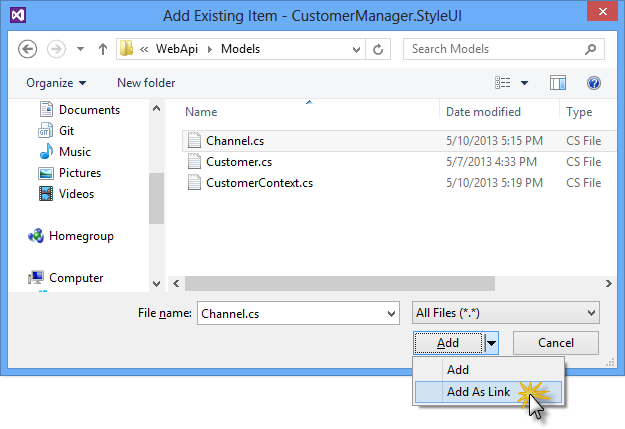 Add Existing Item - CustomerManager.StyleUI
« WebApi ▸ Models
Search Models
Organize
New folder
Name Date modified Type
Documents
Git
Music
Pictures
Videos
Homegroup
Computer
Channel.cs 5/10/2013 5:15 PM CS File
Customer.cs 5/7/2013 4:33 PM CS File
CustomerContext.cs 5/10/2013 5:19 PM CS File
File name: Channel.cs All Files (*.*)
Add Cancel
Add
Add As Link